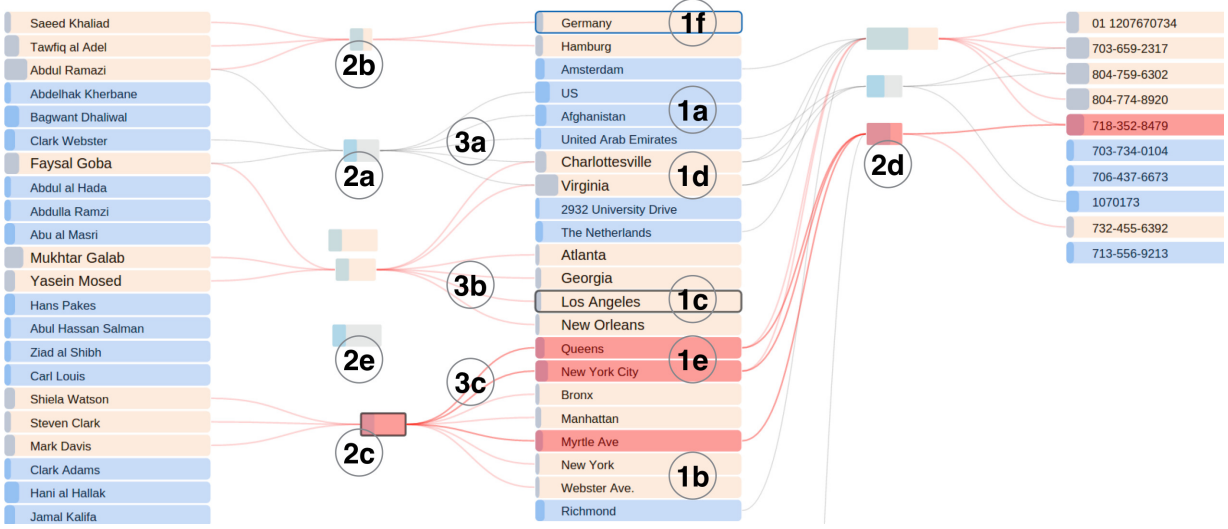 Saeed Khaliad
Tawfiq al Adel
Abdul Ramazi
Abdelhak Kherbane
Bagwant Dhaliwal
Clark Webster
Faysal Goba
Abdul al Hada
Abdulla Ramzi
Abu al Masri
Mukhtar Galab
Yasein Mosed
Hans Pakes
Abul Hassan Salman
Ziad al Shibh
Carl Louis
Shiela Watson
Steven Clark
Mark Davis
Clark Adams
Hani al Hallak
Jamal Kalifa
2b
2a
2e
2c
3a
3b
3c
Germany
Hamburg
Amsterdam
US
Afghanistan
United Arab Emirates
Charlottesville
Virginia
2932 University Drive
The Netherlands
Atlanta
Georgia
Los Angeles
New Orleans
Queens
New York City
Bronx
Manhattan
Myrtle Ave
New York
Webster Ave.
Richmond
1f
1a
1d
1c
1e
1b
2d
01 1207670734
703-659-2317
804-759-6302
804-774-8920
718-352-8479
703-734-0104
706-437-6673
1070173
732-455-6392
713-556-9213